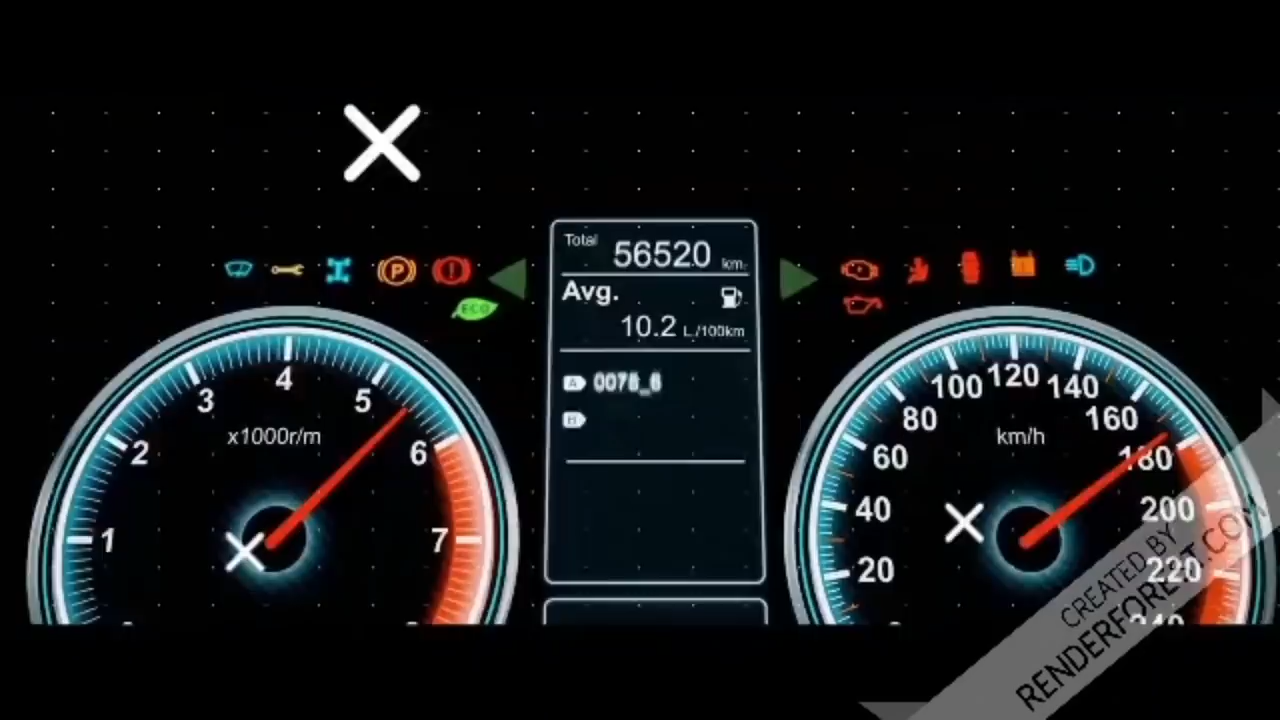 Total 56520 km.
Avg.
10.2 L./100km
A
H
ECO
P
x1000r/m
1
2
3
4
5
6
7
km/h
20
40
60
80
100
120
140
160
180
200
220
240
CREATED BY
RENDERFOREST.COM